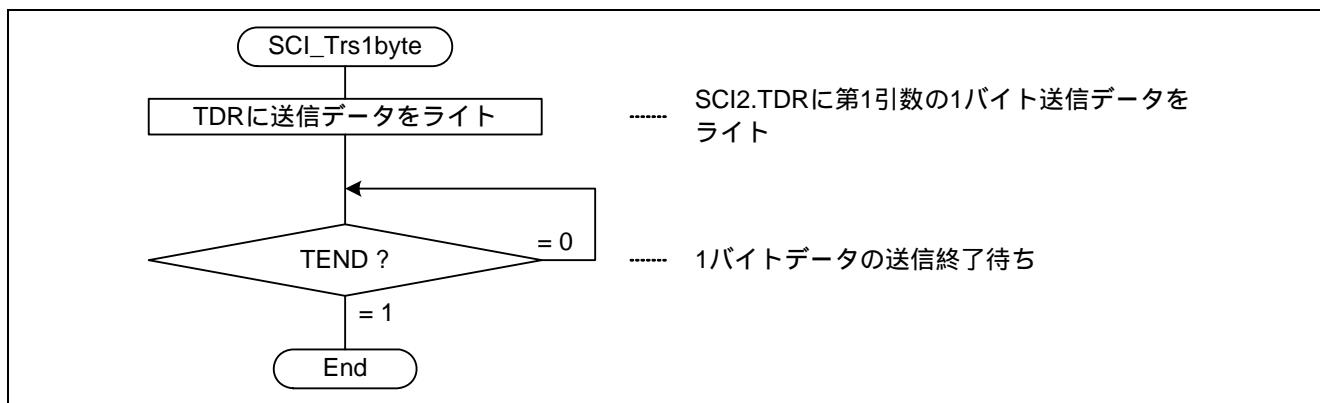 SCI_Trs1byte
TDRに送信データをライト
SCI2.TDRに第1引数の1バイト送信データを
ライト
TEND ?
= 0
1バイトデータの送信終了待ち
= 1
End